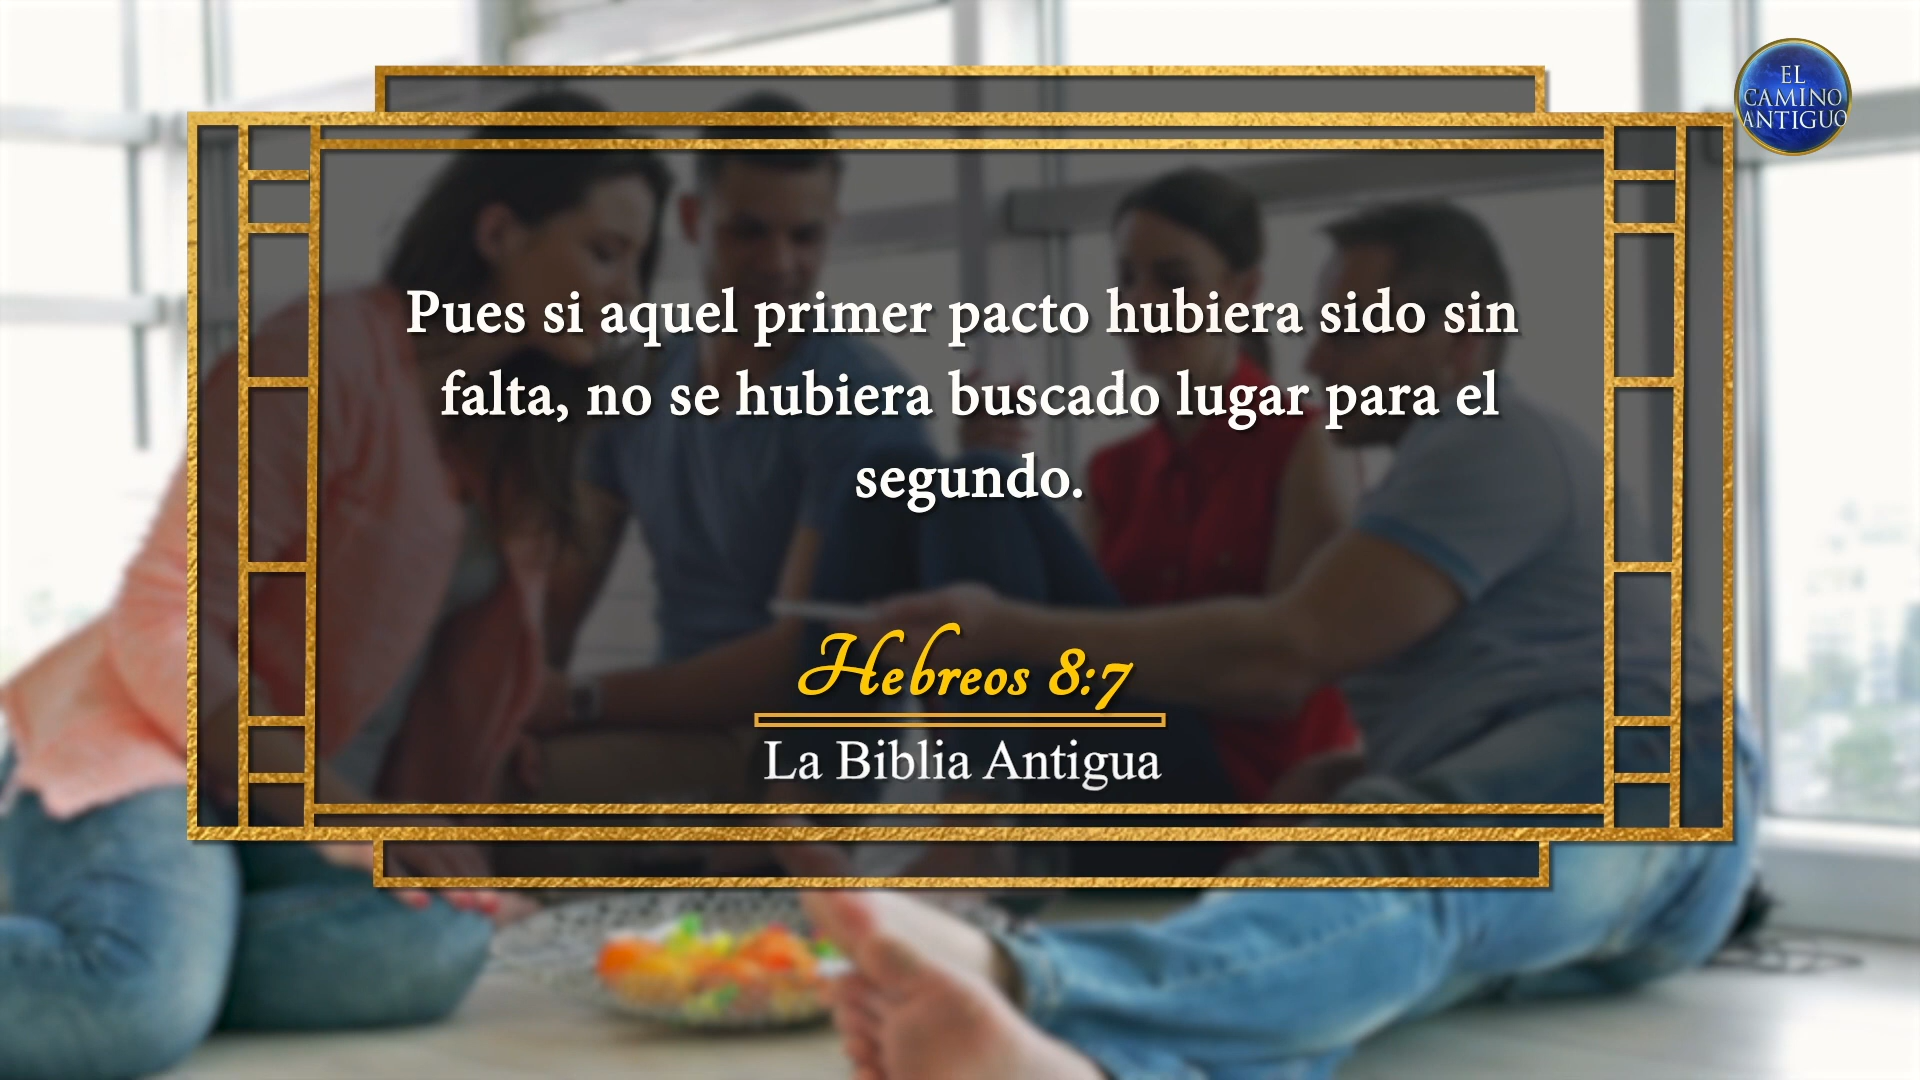 EL
CAMINO
ANTIGUO
Pues si aquel primer pacto hubiera sido sin
falta, no se hubiera buscado lugar para el
segundo.
Hebreos 8:7
La Biblia Antigua